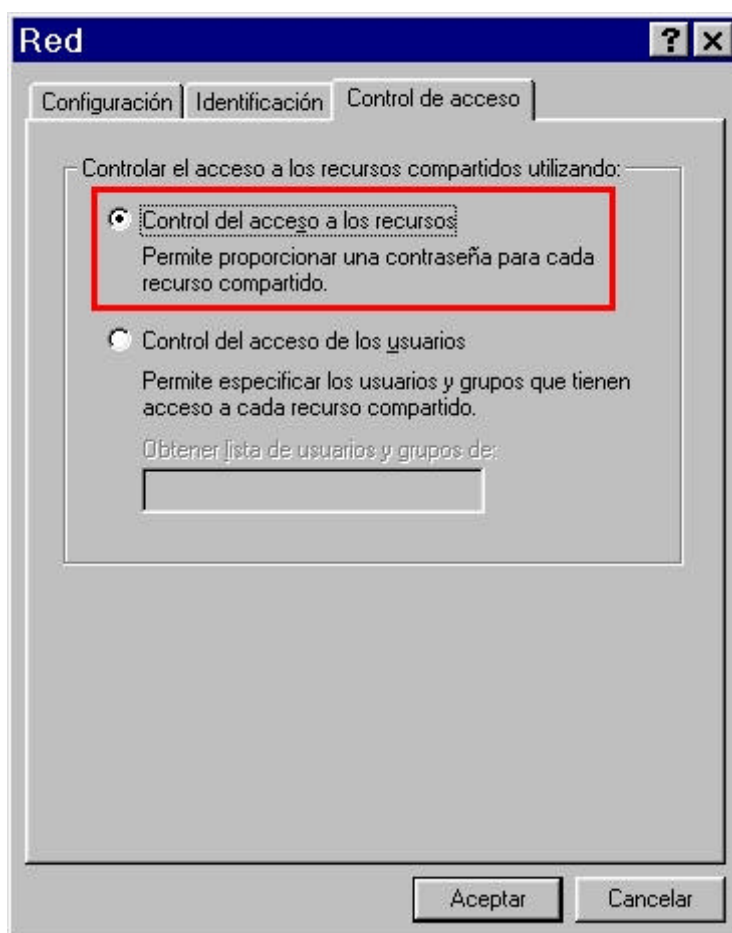 Red
Configuración Identificación Control de acceso
Controlar el acceso a los recursos compartidos utilizando:
Control del acceso a los recursos
Permite proporcionar una contraseña para cada
recurso compartido.
Control del acceso de los usuarios
Permite especificar los usuarios y grupos que tienen
acceso a cada recurso compartido.
Obtener lista de usuarios y grupos de:
Aceptar Cancelar